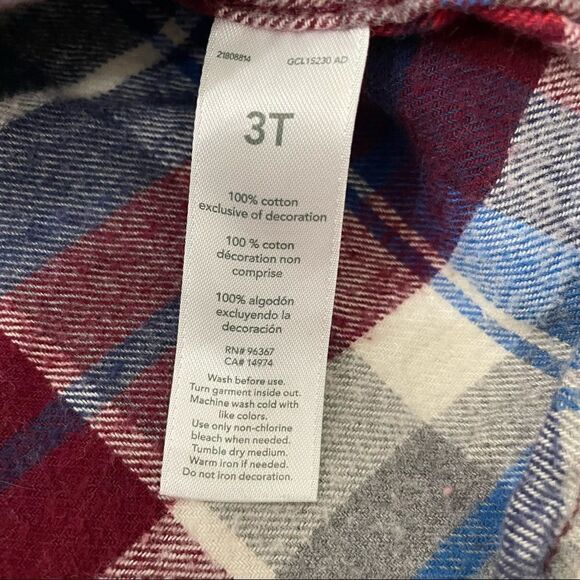 21808814 GCL15230 AD
3T
100% cotton
exclusive of decoration
100 % coton
décoration non
comprise
100% algodón
excluyendo la
decoración
RN# 96367
CA# 14974
Wash before use.
Turn garment inside out.
Machine wash cold with
like colors.
Use only non-chlorine
bleach when needed.
Tumble dry medium.
Warm iron if needed.
Do not iron decoration.